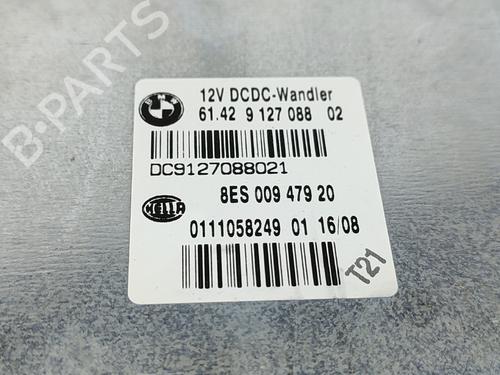 B-PARTS
BMW
12V DCDC-Wandler
61.42 9 127 088 02
DC9127088021
8ES 009 479 20
HELLA
0111058249 01 16/08
T21